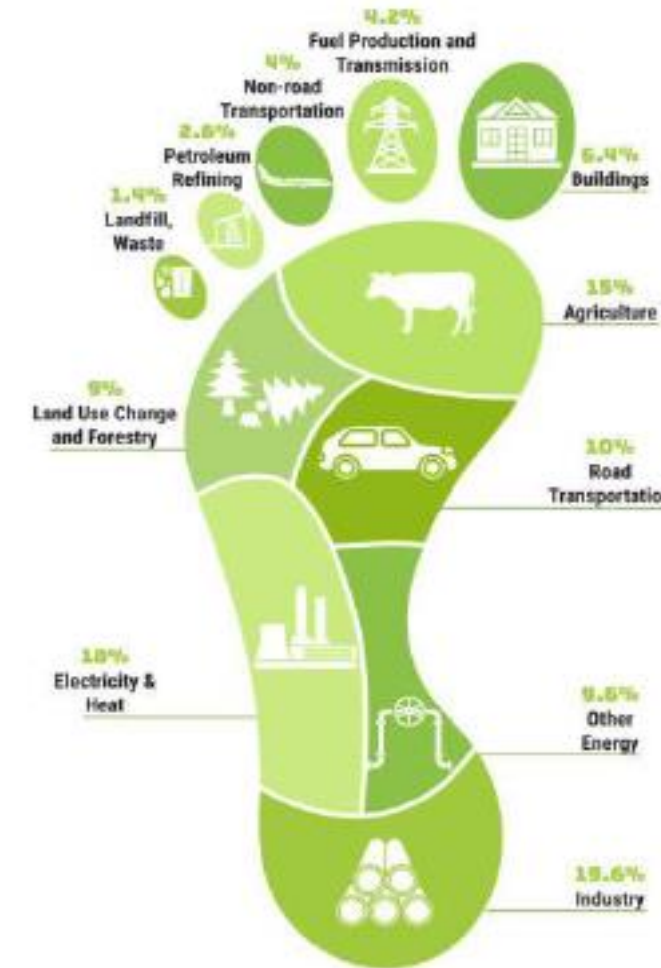 4.2%
Fuel Production and
Transmission
4%
Non-road
Transportation
2.8%
Petroleum
Refining
1.4%
Landfill,
Waste
6.4%
Buildings
15%
Agriculture
9%
Land Use Change
and Forestry
10%
Road
Transportatio
18%
Electricity &
Heat
9.6%
Other
Energy
19.6%
Industry